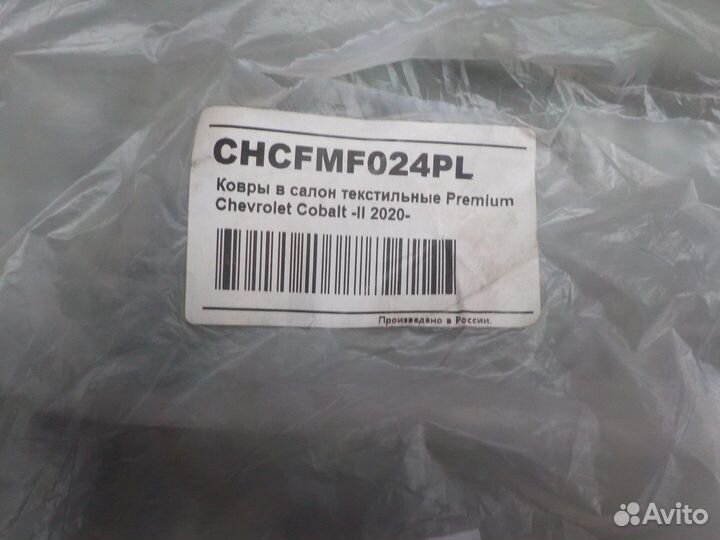 CHCFMF024PL
Ковры в салон текстильные Premium
Chevrolet Cobalt -II 2020-
Произведено в России.
Avito